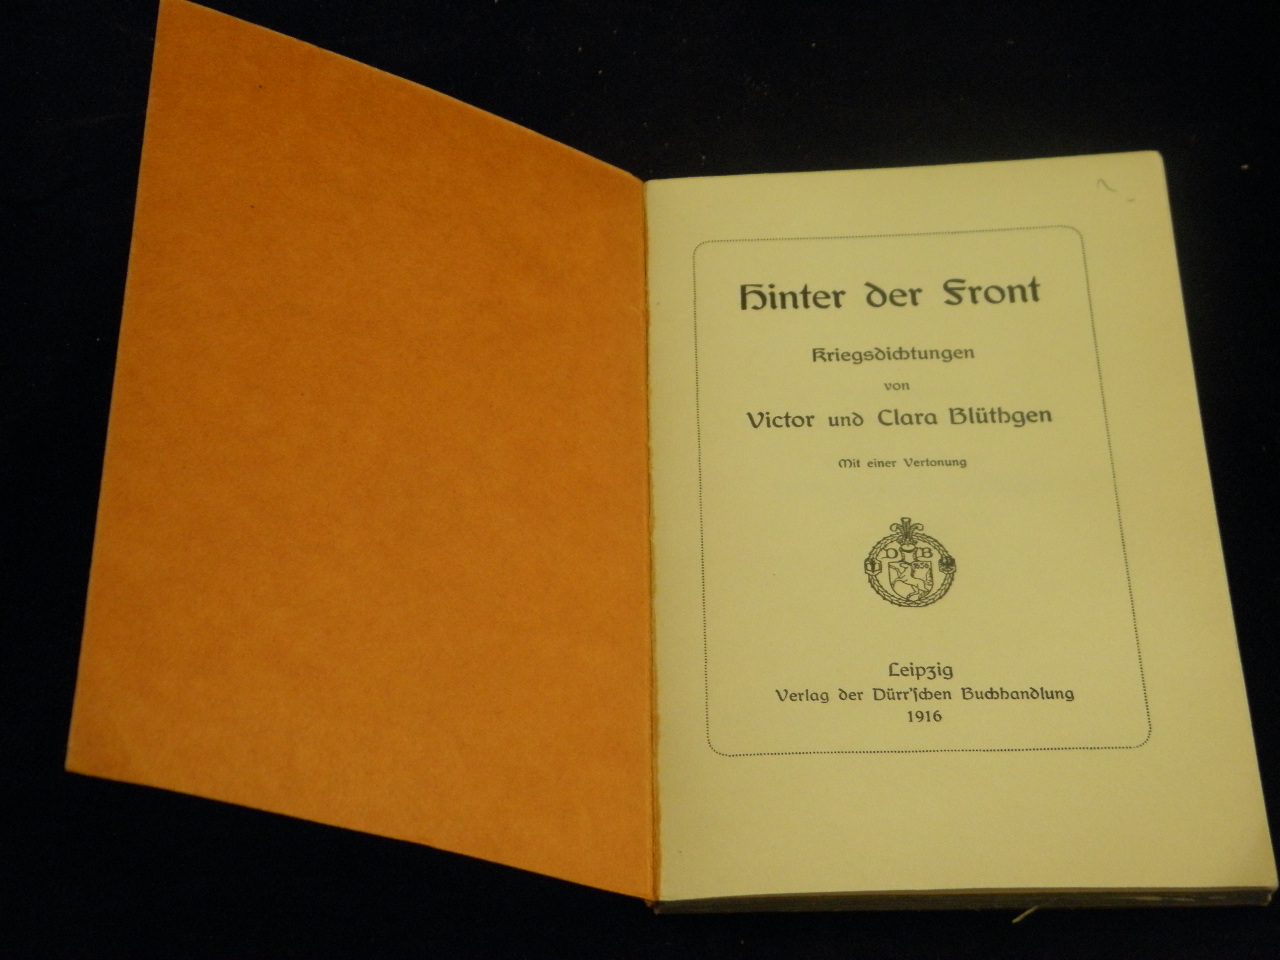 Hinter der Front
Kriegsdichtungen
von
Victor und Clara Blüthgen
Mit einer Vertonung
D B
1656
Leipzig
Verlag der Dürr'schen Buchhandlung
1916